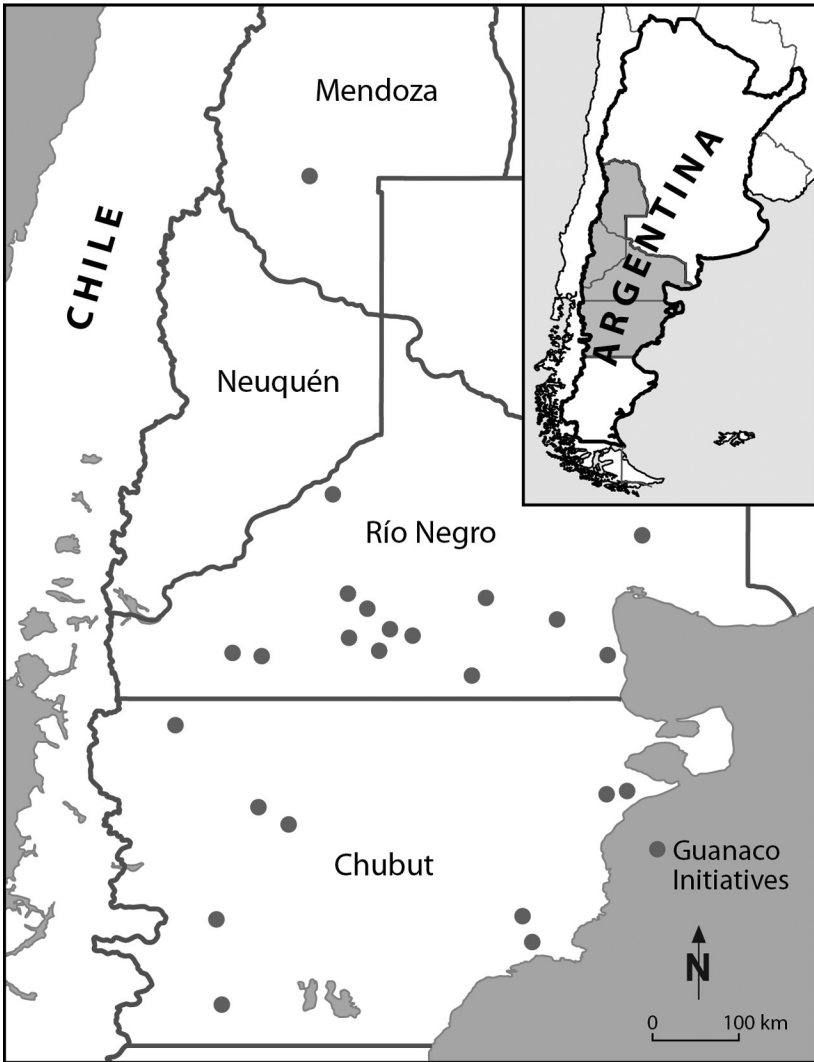 Mendoza
CHILE
ARGENTINA
Neuquén
Río Negro
Chubut
Guanaco
Initiatives
N
0 100 km